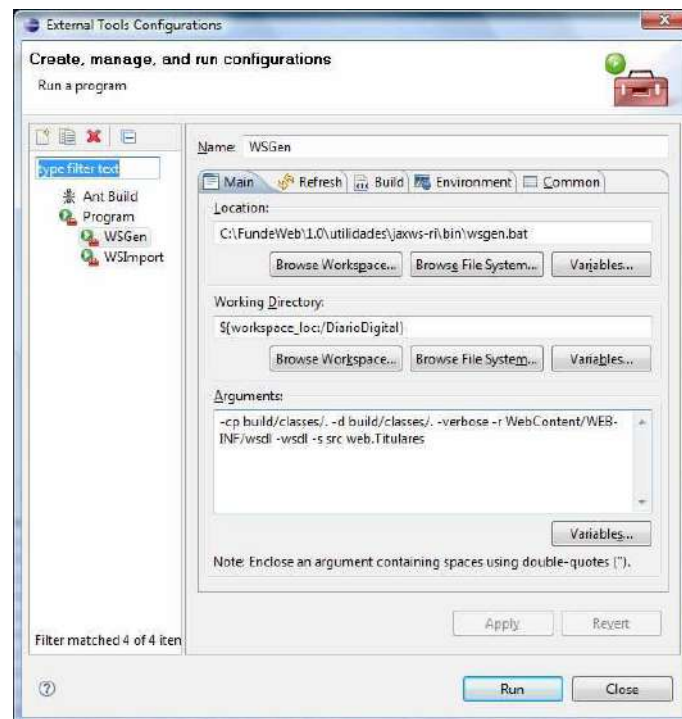 External Tools Configurations
Create, manage, and run configurations
Run a program
type filter text
Ant Build
Program
WSGen
WSImport
Filter matched 4 of 4 iten
Name: WSGen
Main Refresh Build Environment Common
Location:
C:\FundeWeb\1.0\utilidades\jaxws-ri\bin\wsgen.bat
Browse Workspace... Browse File System... Variables...
Working Directory:
${workspace_loc:/DiarioDigital}
Browse Workspace... Browse File System... Variables...
Arguments:
-cp build/classes/. -d build/classes/. -verbose -r WebContent/WEB-
INF/wsdl -wsdl -s src web.Titulares
Variables...
Note: Enclose an argument containing spaces using double-quotes (").
Apply Revert
Run Close